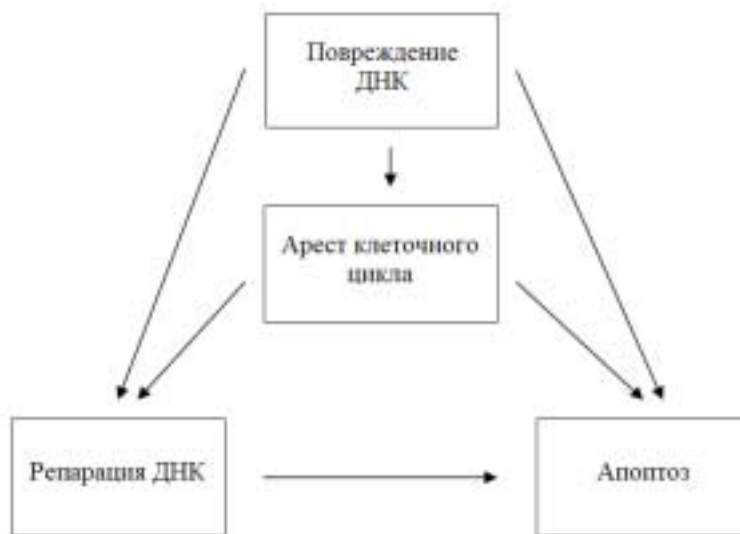 Повреждение
ДНК
Арест клеточного
цикла
Репарация ДНК
Апоптоз